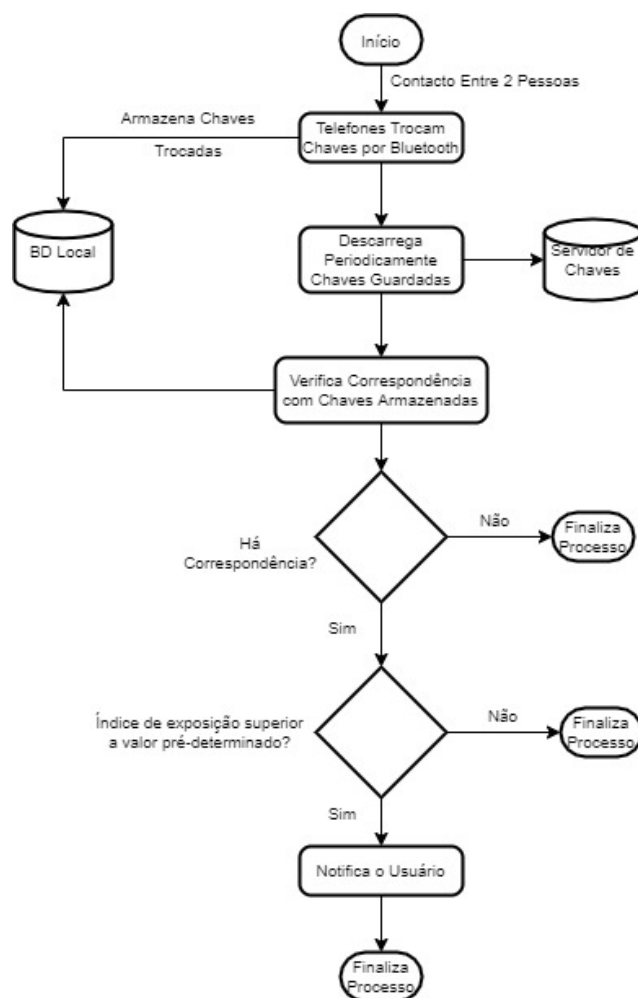 Início
Contacto Entre 2 Pessoas
Armazena Chaves
Trocadas
Telefones Trocam
Chaves por Bluetooth
BD Local
Descarrega
Periodicamente
Chaves Guardadas
Servidor de
Chaves
Verifica Correspondência
com Chaves Armazenadas
Há
Correspondência?
Não
Finaliza
Processo
Sim
Índice de exposição superior
a valor pré-determinado?
Não
Finaliza
Processo
Sim
Notifica o Usuário
Finaliza
Processo